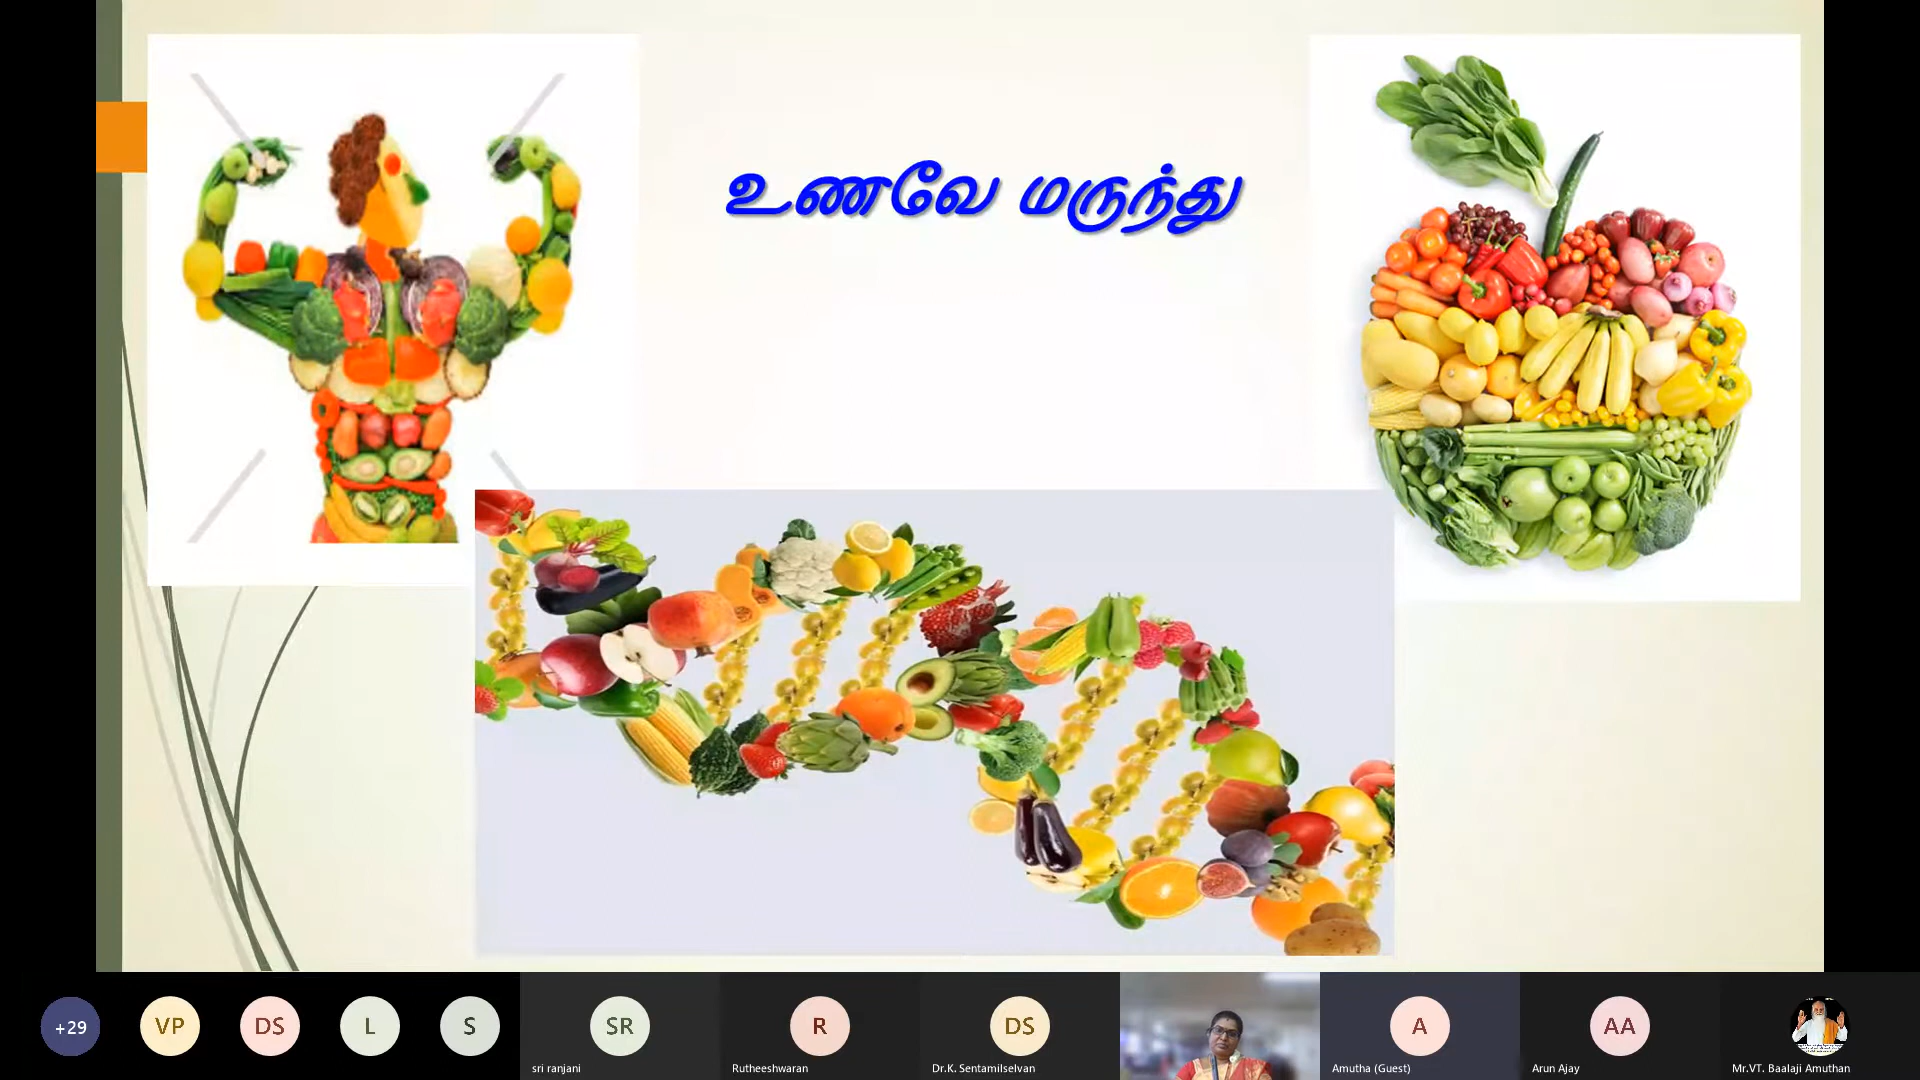 உணவே மருந்து
+29
VP
DS
L
S
SR
R
DS
A
AA
sri ranjani
Rutheeshwaran
Dr.K. Sentamilselvan
Amutha (Guest)
Arun Ajay
Mr.VT. Baalaji Amuthan